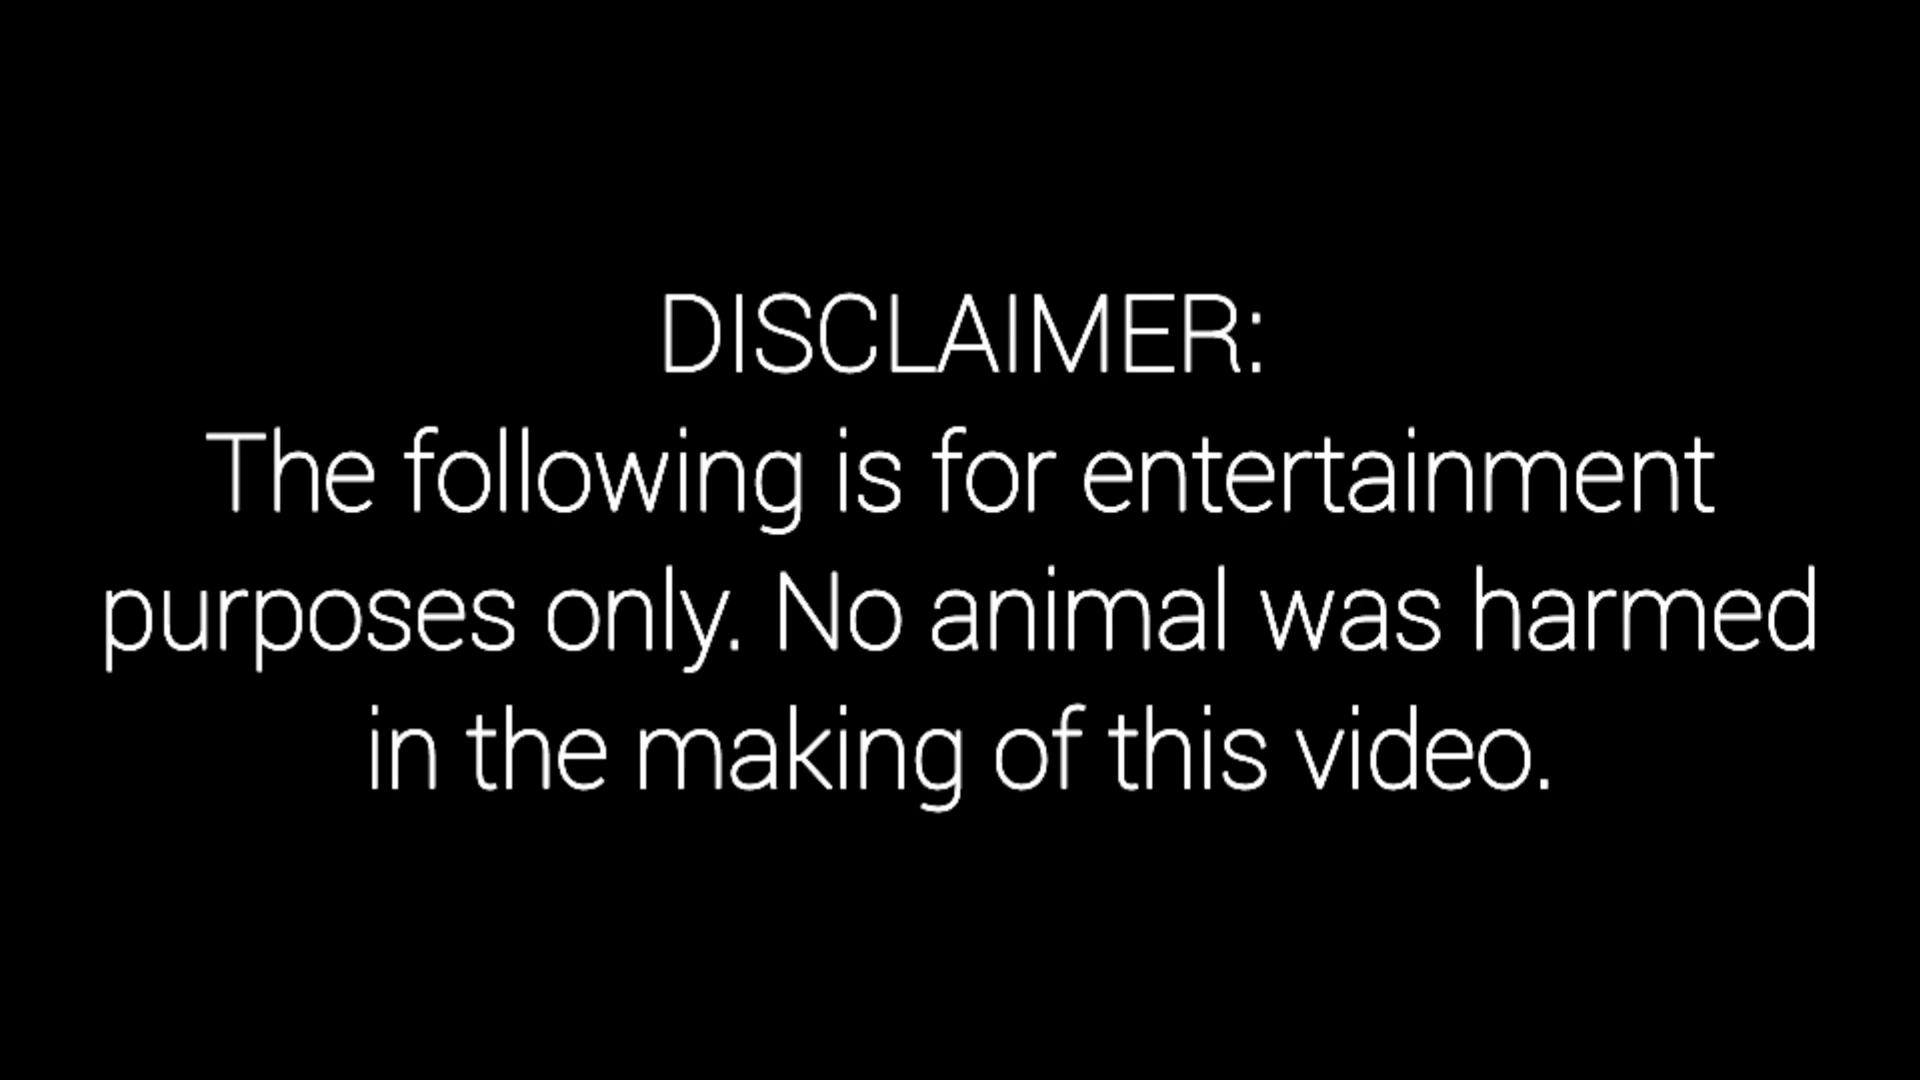 DISCLAIMER:
The following is for entertainment
purposes only. No animal was harmed
in the making of this video.